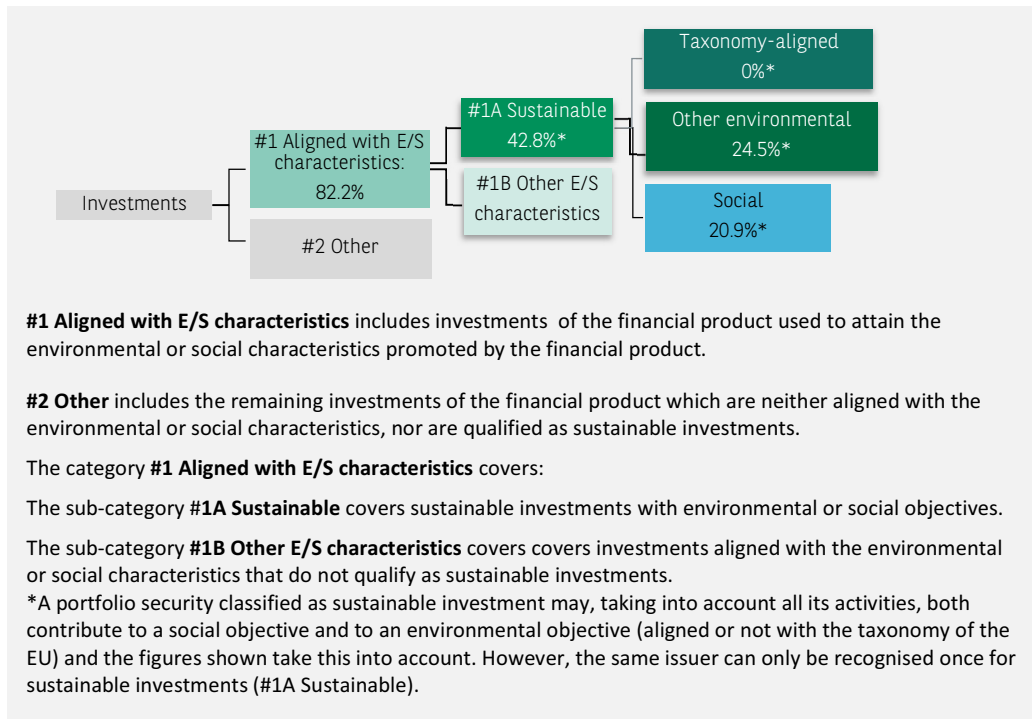 Taxonomy-aligned
0%*
#1A Sustainable
42.8%*
Other environmental
24.5%*
#1 Aligned with E/S
characteristics:
82.2%
#1B Other E/S
characteristics
Investments
Social
20.9%*
#2 Other
#1 Aligned with E/S characteristics includes investments of the financial product used to attain the
environmental or social characteristics promoted by the financial product.
#2 Other includes the remaining investments of the financial product which are neither aligned with the
environmental or social characteristics, nor are qualified as sustainable investments.
The category #1 Aligned with E/S characteristics covers:
The sub-category #1A Sustainable covers sustainable investments with environmental or social objectives.
The sub-category #1B Other E/S characteristics covers covers investments aligned with the environmental
or social characteristics that do not qualify as sustainable investments.
*A portfolio security classified as sustainable investment may, taking into account all its activities, both
contribute to a social objective and to an environmental objective (aligned or not with the taxonomy of the
EU) and the figures shown take this into account. However, the same issuer can only be recognised once for
sustainable investments (#1A Sustainable).